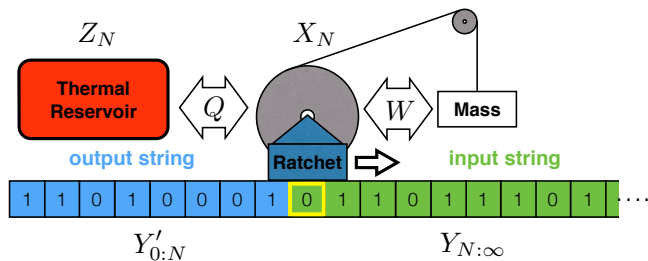 Z_N X_N
Thermal Reservoir Q W Mass
output string Ratchet input string
1 1 0 1 0 0 0 1 0 1 1 0 1 1 1 0 1 ....
Y'_{0:N} Y_{N:∞}